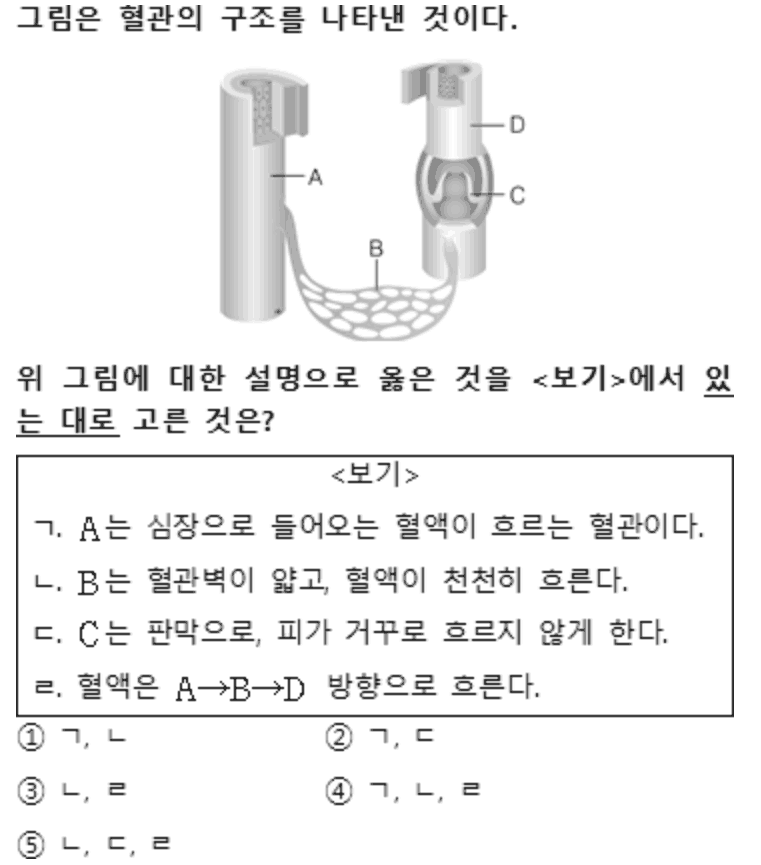 그림은 혈관의 구조를 나타낸 것이다.
A
D
C
B
위 그림에 대한 설명으로 옳은 것을 <보기>에서 있
는 대로 고른 것은?
<보기>
ㄱ. A는 심장으로 들어오는 혈액이 흐르는 혈관이다.
ㄴ. B는 혈관벽이 얇고, 혈액이 천천히 흐른다.
ㄷ. C는 판막으로, 피가 거꾸로 흐르지 않게 한다.
ㄹ. 혈액은 A→B→D 방향으로 흐른다.
① ㄱ, ㄴ ② ㄱ, ㄷ
③ ㄴ, ㄹ ④ ㄱ, ㄴ, ㄹ
⑤ ㄴ, ㄷ, ㄹ